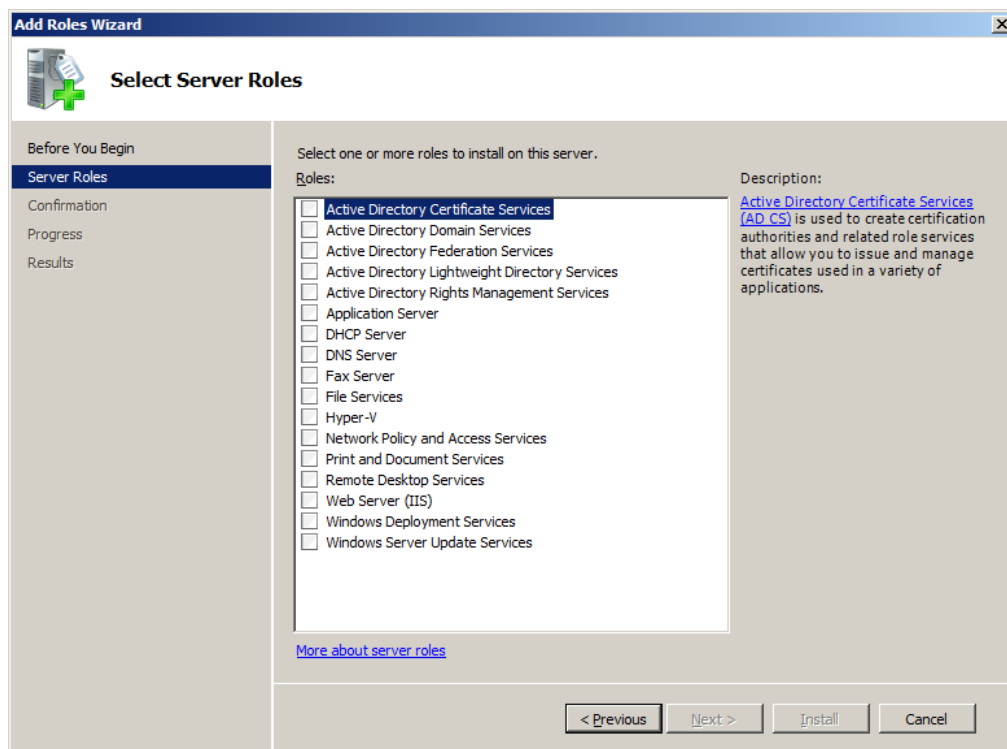 Add Roles Wizard
Select Server Roles
Before You Begin
Server Roles
Confirmation
Progress
Results
Select one or more roles to install on this server.
Roles:
Active Directory Certificate Services
Active Directory Domain Services
Active Directory Federation Services
Active Directory Lightweight Directory Services
Active Directory Rights Management Services
Application Server
DHCP Server
DNS Server
Fax Server
File Services
Hyper-V
Network Policy and Access Services
Print and Document Services
Remote Desktop Services
Web Server (IIS)
Windows Deployment Services
Windows Server Update Services
More about server roles
Description:
Active Directory Certificate Services
(AD CS) is used to create certification
authorities and related role services
that allow you to issue and manage
certificates used in a variety of
applications.
< Previous
Next >
Install
Cancel